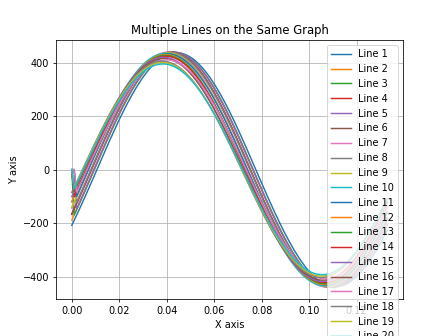 Multiple Lines on the Same Graph
Y axis
400
200
0
−200
−400
0.00
0.02
0.04
0.06
0.08
0.10
X axis
Line 1
Line 2
Line 3
Line 4
Line 5
Line 6
Line 7
Line 8
Line 9
Line 10
Line 11
Line 12
Line 13
Line 14
Line 15
Line 16
Line 17
Line 18
Line 19
Line 20